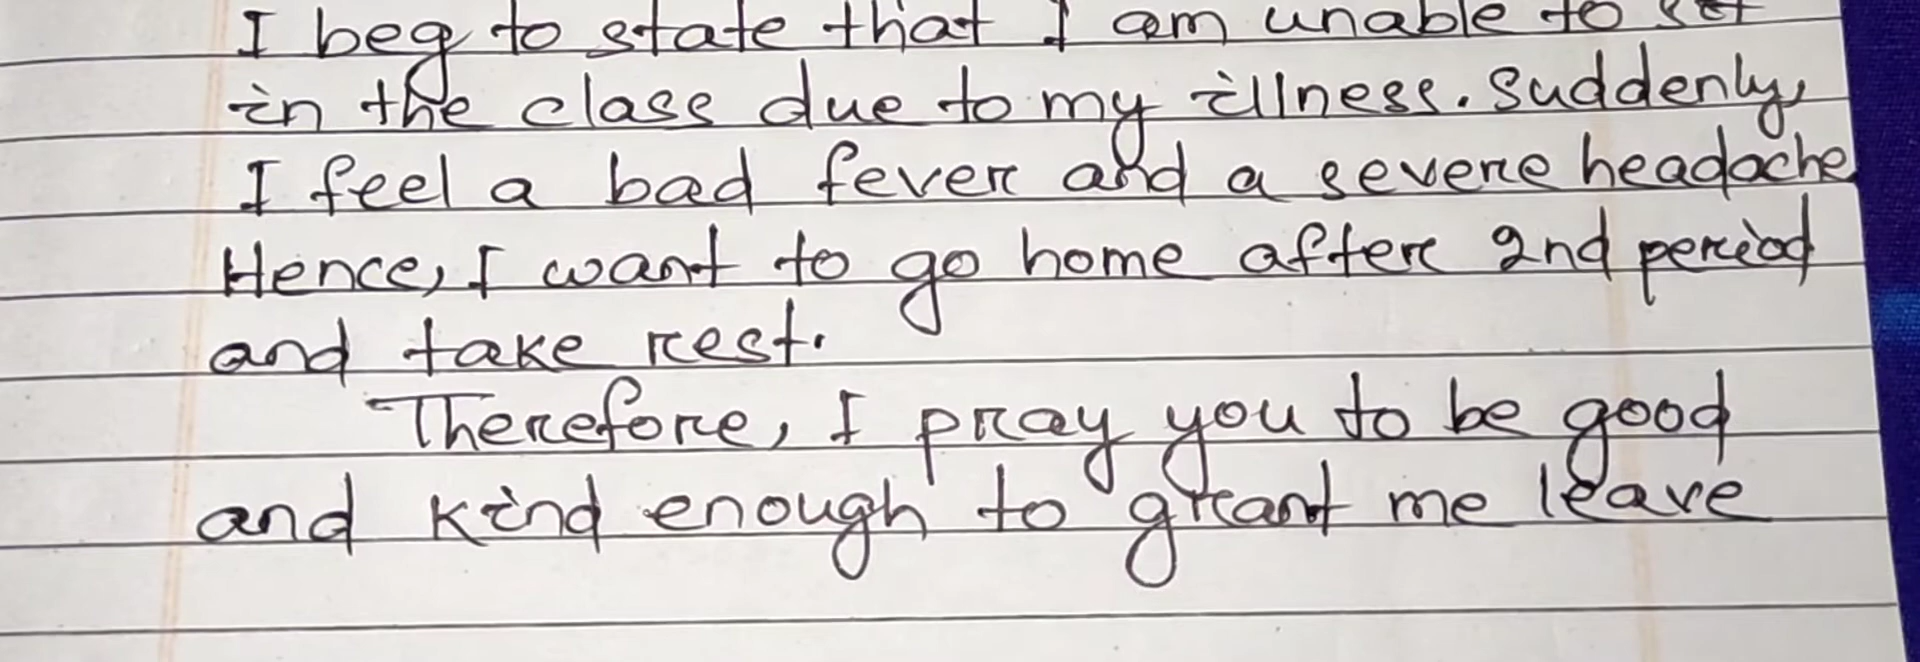 I beg to state that I am unable to
in the class due to my illness. Suddenly,
I feel a bad fever and a severe headache
Hence, I want to go home after 2nd period
and take rest.
Therefore, I pray you to be good
and kind enough to grant me leave